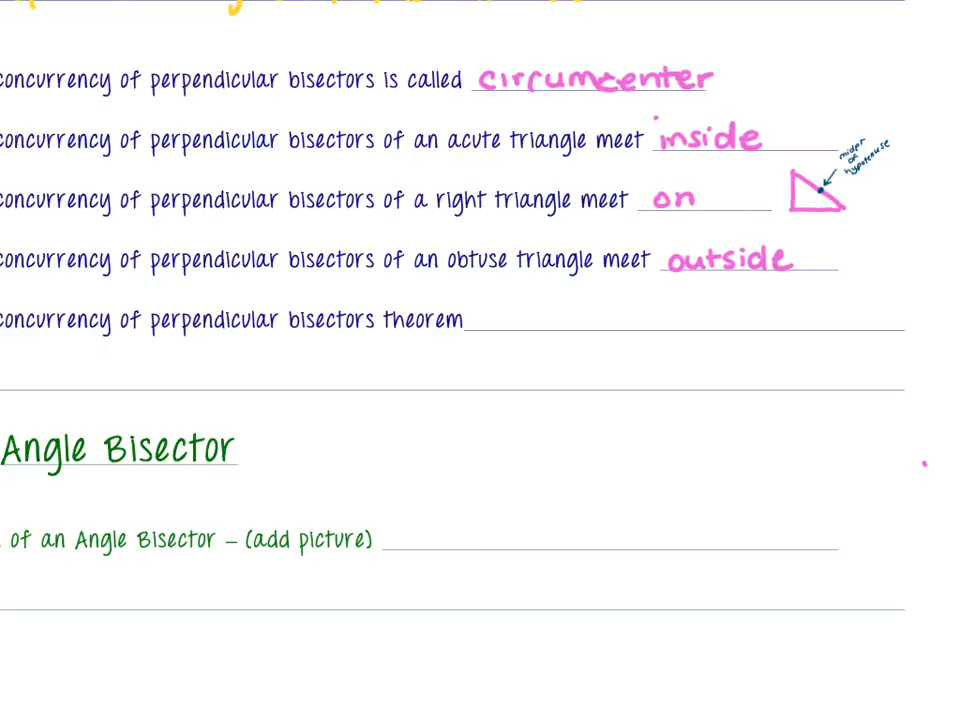 concurrency of perpendicular bisectors is called circumcenter
concurrency of perpendicular bisectors of an acute triangle meet inside
midpt of hypotenuse
concurrency of perpendicular bisectors of a right triangle meet on
concurrency of perpendicular bisectors of an obtuse triangle meet outside
concurrency of perpendicular bisectors theorem
Angle Bisector
of an Angle Bisector – (add picture)